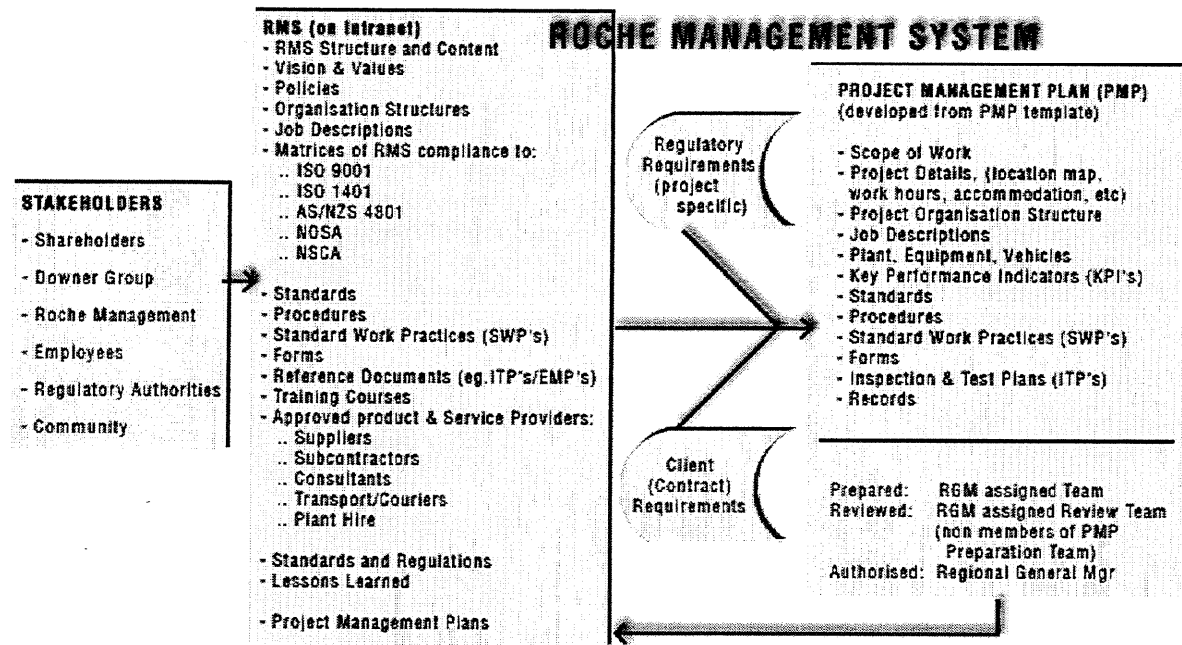 ROCHE MANAGEMENT SYSTEM
STAKEHOLDERS
- Shareholders
- Downer Group
- Roche Management
- Employees
- Regulatory Authorities
- Community
RMS (on Intranet)
- RMS Structure and Content
- Vision & Values
- Policies
- Organisation Structures
- Job Descriptions
- Matrices of RMS compliance to:
.. ISO 9001
.. ISO 1401
.. AS/NZS 4801
.. NOSA
.. NSCA
- Standards
- Procedures
- Standard Work Practices (SWP's)
- Forms
- Reference Documents (eg.ITP's/EMP's)
- Training Courses
- Approved product & Service Providers:
.. Suppliers
.. Subcontractors
.. Consultants
.. Transport/Couriers
.. Plant Hire
- Standards and Regulations
- Lessons Learned
- Project Management Plans
Regulatory
Requirements
(project
specific)
Client
(Contract)
Requirements
PROJECT MANAGEMENT PLAN (PMP)
(developed from PMP template)
- Scope of Work
- Project Details, (location map,
work hours, accommodation, etc)
- Project Organisation Structure
- Job Descriptions
- Plant, Equipment, Vehicles
- Key Performance Indicators (KPI's)
- Standards
- Procedures
- Standard Work Practices (SWP's)
- Forms
- Inspection & Test Plans (ITP's)
- Records
Prepared: RGM assigned Team
Reviewed: RGM assigned Review Team
(non members of PMP
Preparation Team)
Authorised: Regional General Mgr